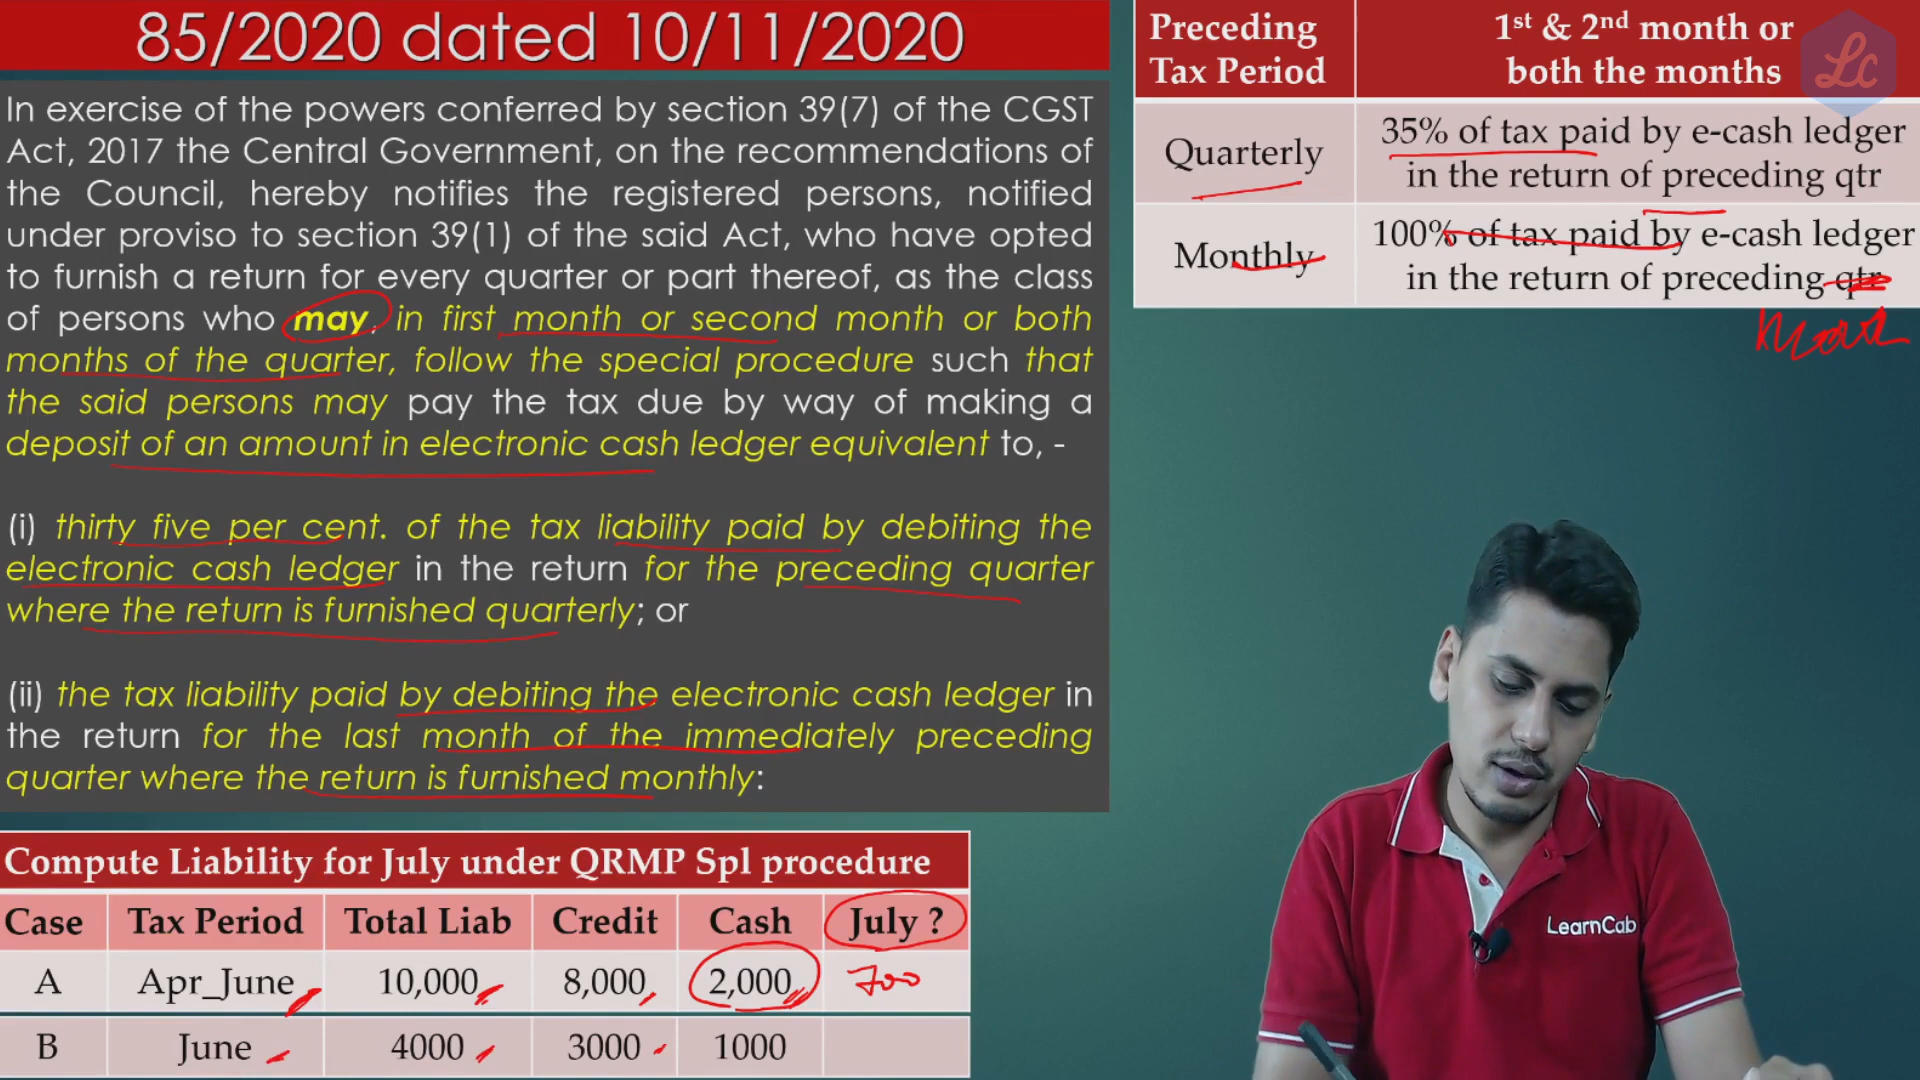 85/2020 dated 10/11/2020
In exercise of the powers conferred by section 39(7) of the CGST
Act, 2017 the Central Government, on the recommendations of
the Council, hereby notifies the registered persons, notified
under proviso to section 39(1) of the said Act, who have opted
to furnish a return for every quarter or part thereof, as the class
of persons who may, in first month or second month or both
months of the quarter, follow the special procedure such that
the said persons may pay the tax due by way of making a
deposit of an amount in electronic cash ledger equivalent to, -
(i) thirty five per cent. of the tax liability paid by debiting the
electronic cash ledger in the return for the preceding quarter
where the return is furnished quarterly; or
(ii) the tax liability paid by debiting the electronic cash ledger in
the return for the last month of the immediately preceding
quarter where the return is furnished monthly:
Preceding Tax Period 1st & 2nd month or both the months
Quarterly 35% of tax paid by e-cash ledger in the return of preceding qtr
Monthly 100% of tax paid by e-cash ledger in the return of preceding qtr
Lc
Compute Liability for July under QRMP Spl procedure
Case Tax Period Total Liab Credit Cash July ?
A Apr_June 10,000 8,000 2,000 700
B June 4000 3000 1000
LearnCab